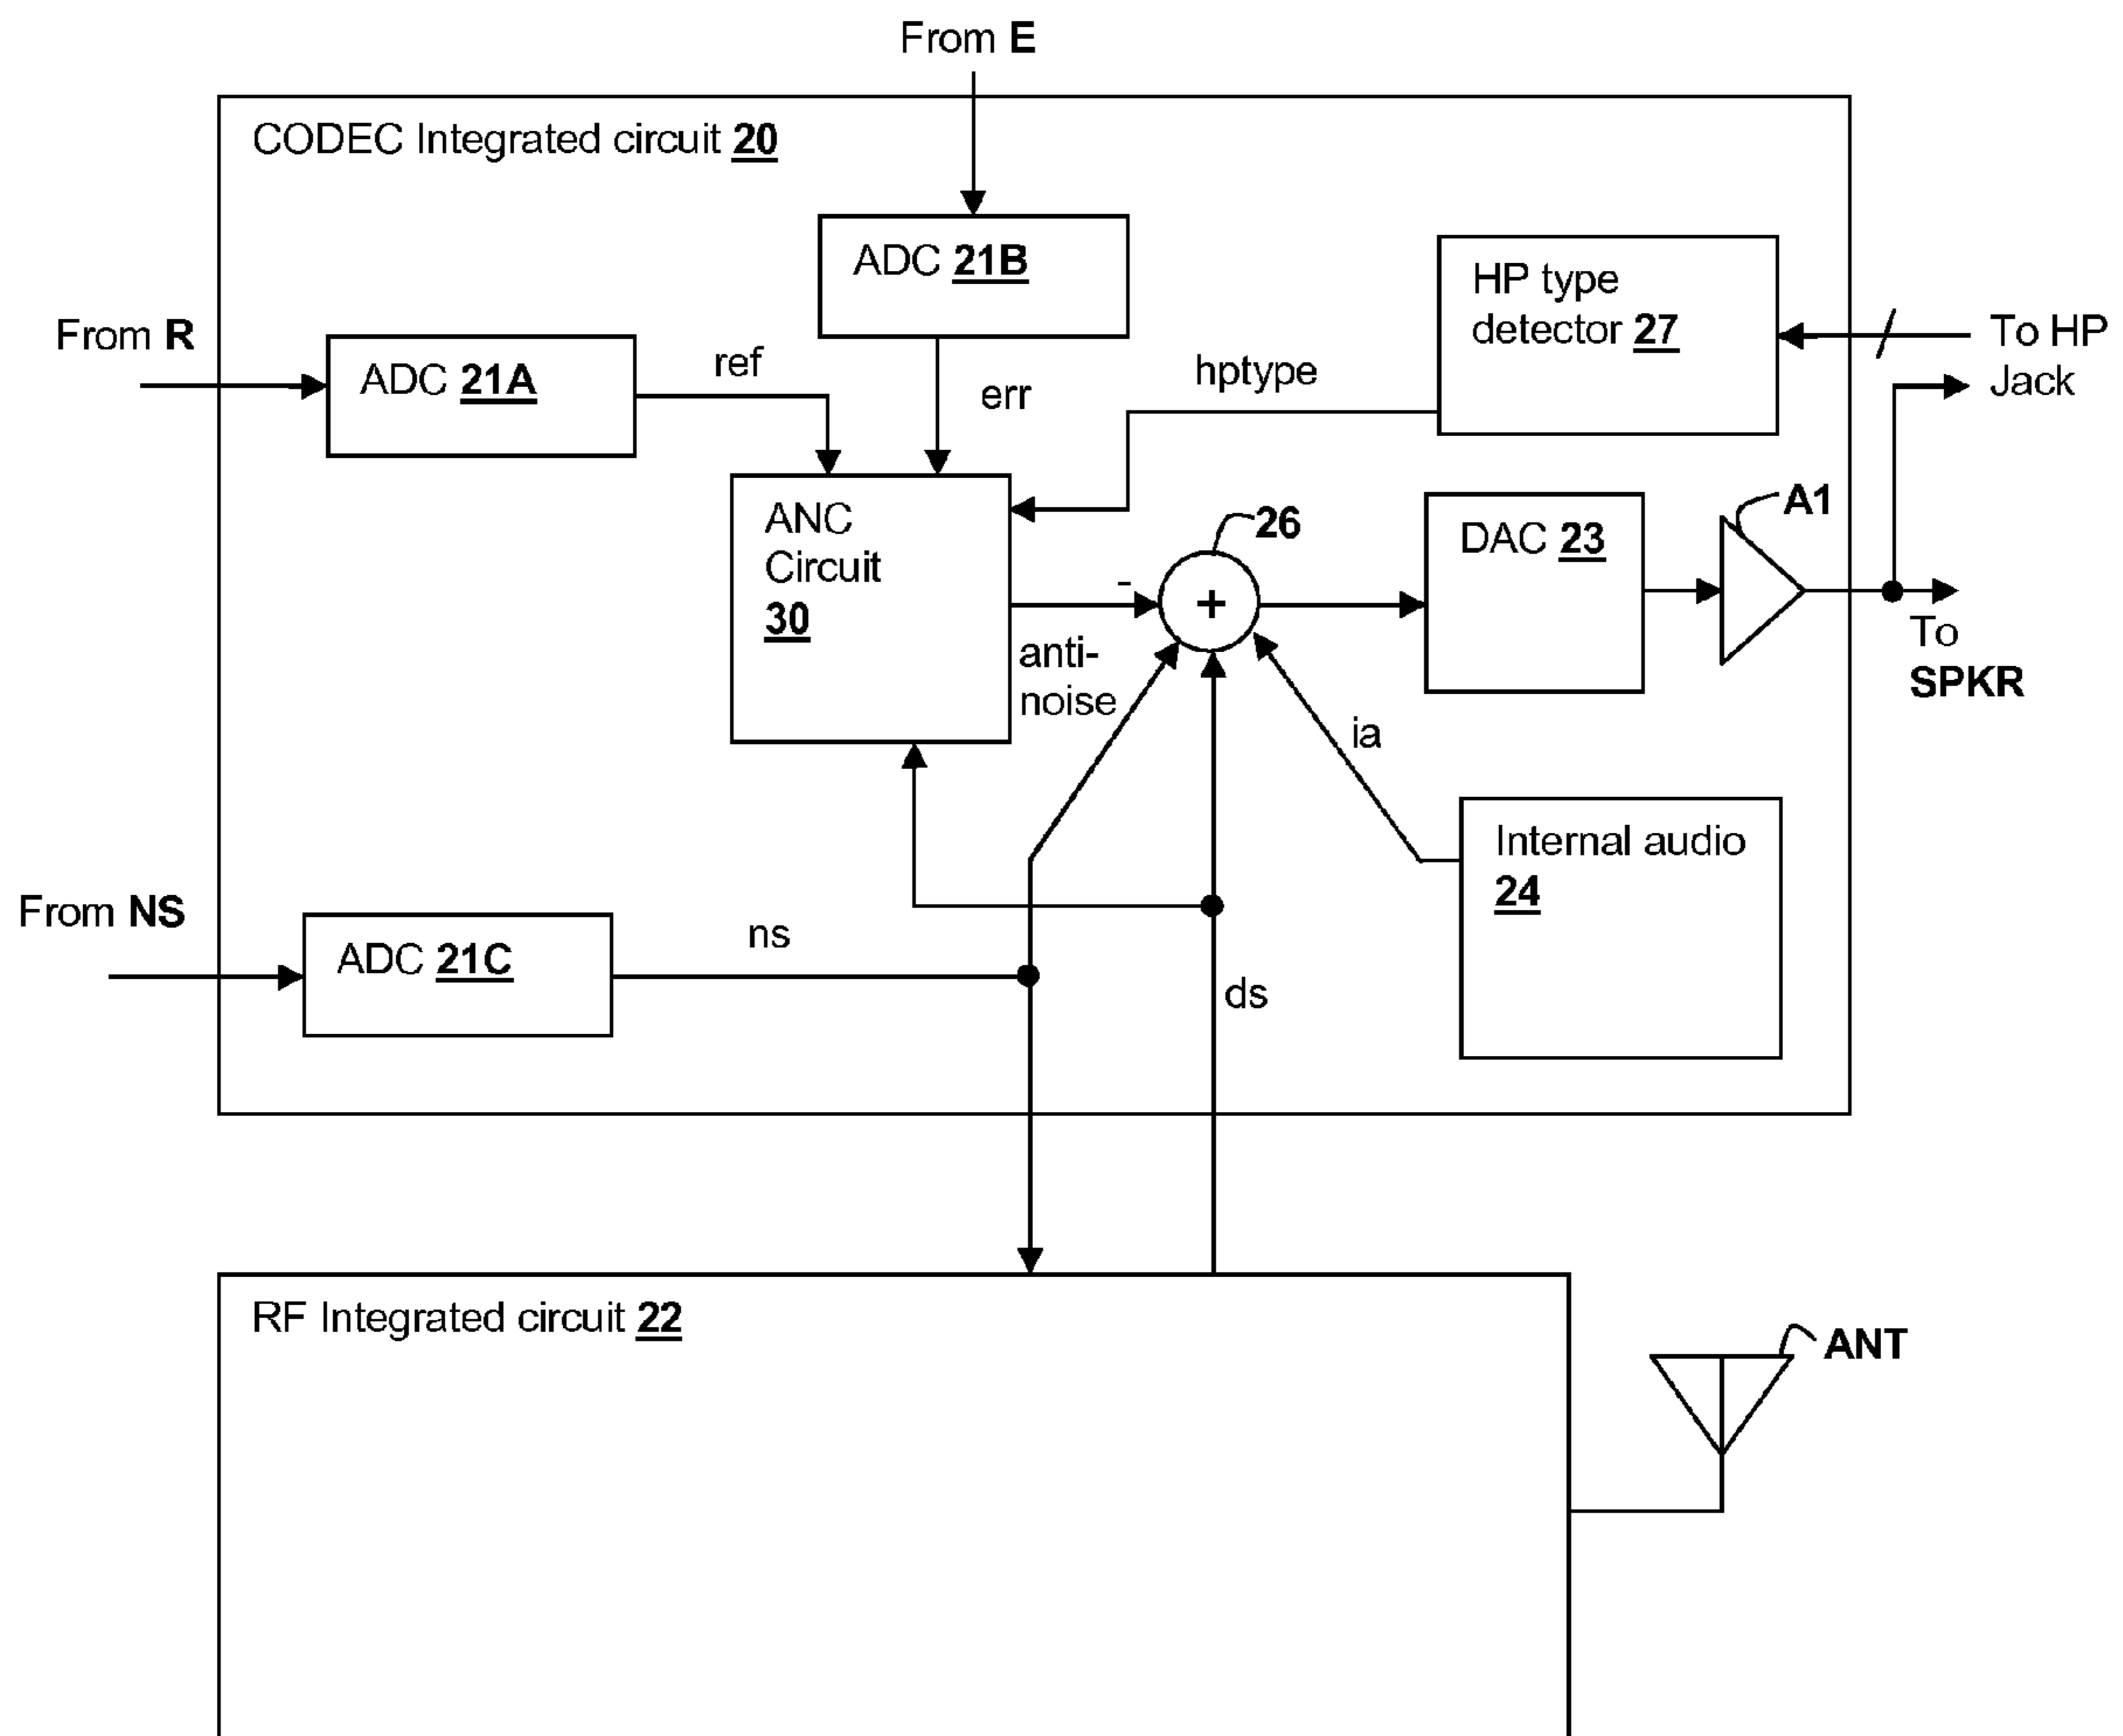 From E
CODEC Integrated circuit 20
ADC 21B
HP type
detector 27
From R
To HP
Jack
ADC 21A
ref
err
hptype
ANC
Circuit
30
26
DAC 23
A1
-
+
anti-
noise
To
SPKR
ia
Internal audio
24
From NS
ADC 21C
ns
ds
RF Integrated circuit 22
ANT